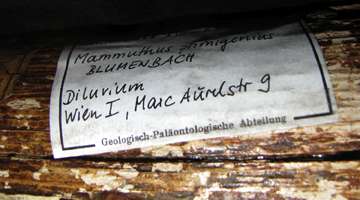 Mammuthus primigenius
BLUMENBACH
Diluvium
Wien I, Marc Aurelstr 9
Geologisch-Paläontologische Abteilung